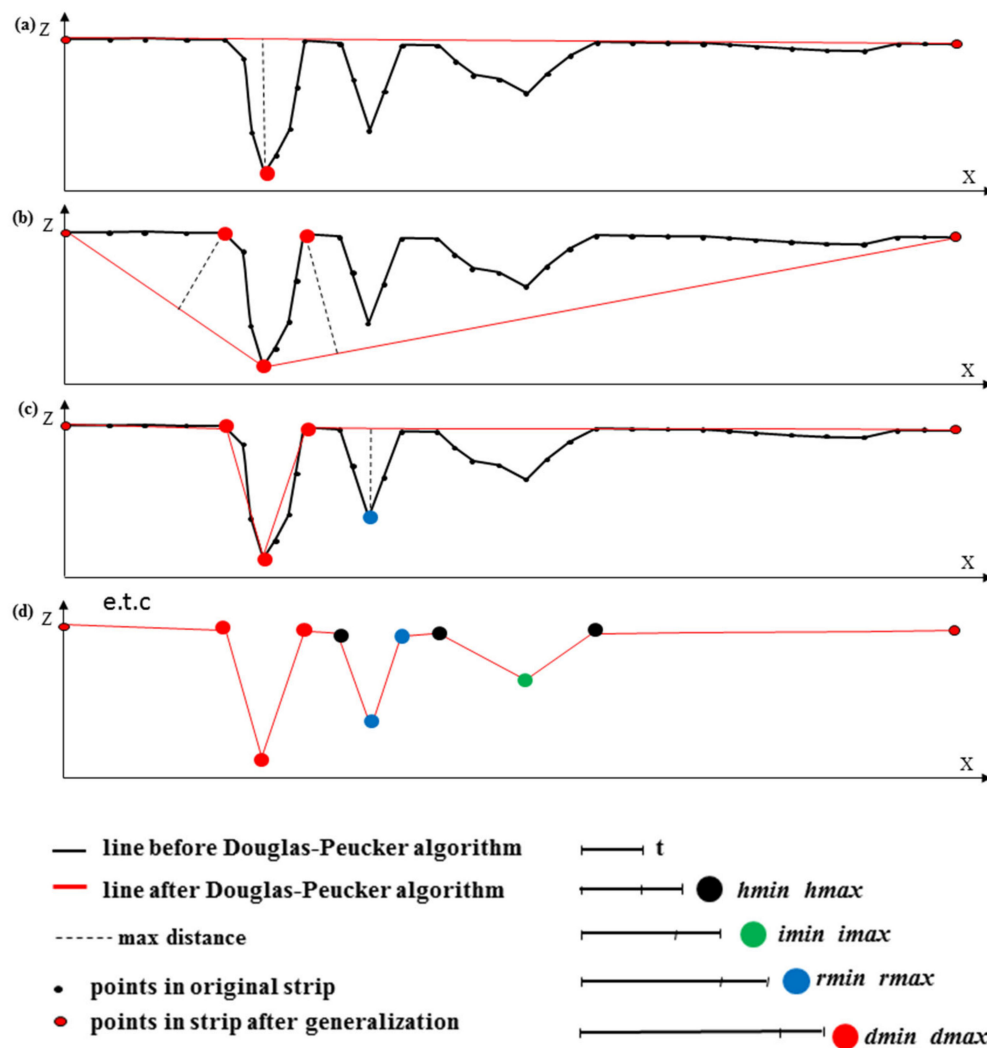 (a) Z
X
(b) Z
X
(c) Z
X
(d) Z e.t.c
X
line before Douglas-Peucker algorithm
line after Douglas-Peucker algorithm
max distance
points in original strip
points in strip after generalization
t
hmin hmax
imin imax
rmin rmax
dmin dmax